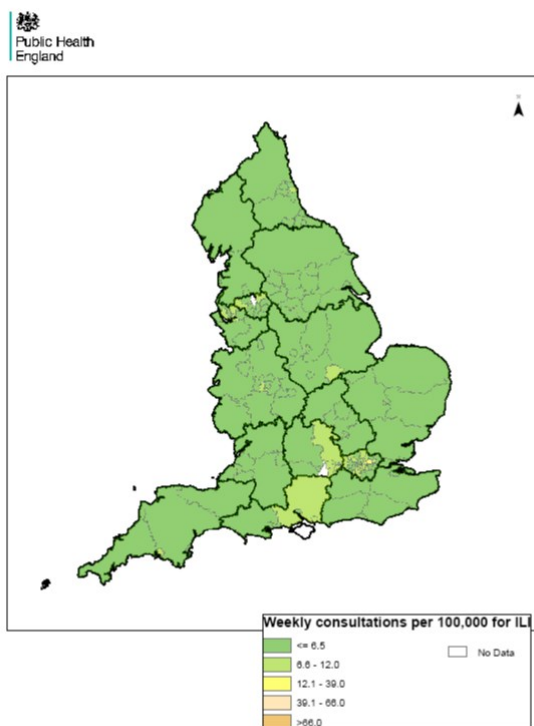 Public Health
England
N
Weekly consultations per 100,000 for ILI
<= 6.5
6.6 - 12.0
12.1 - 39.0
39.1 - 66.0
>66.0
No Data